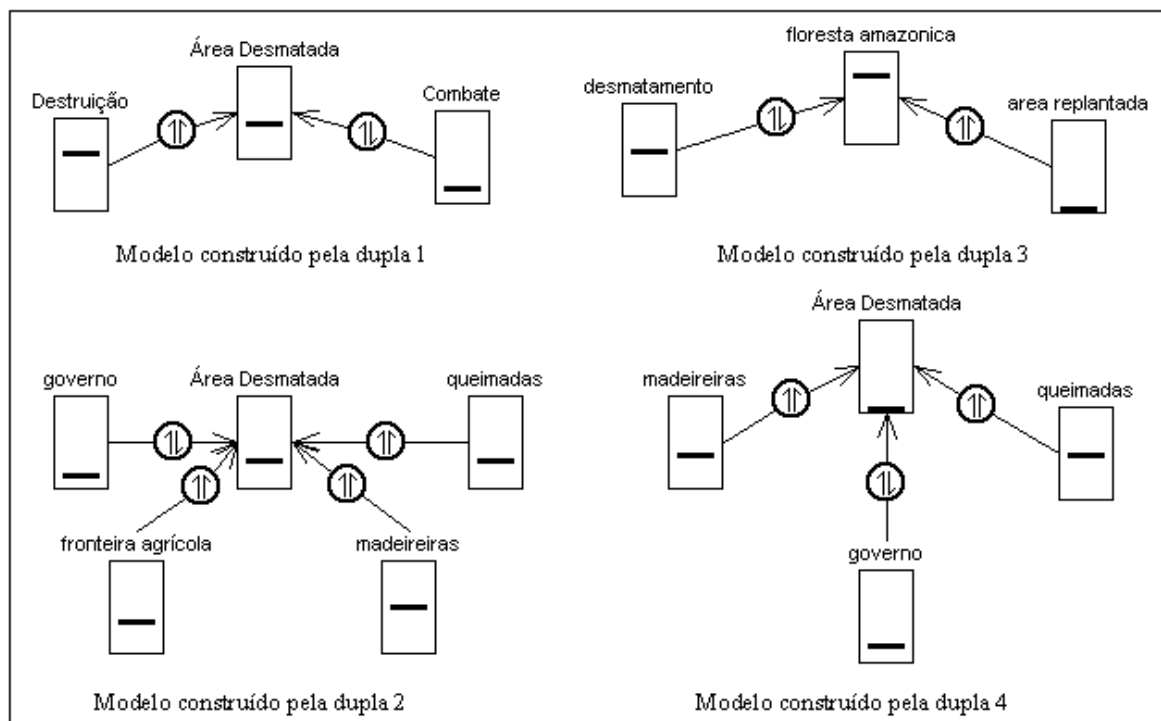 Área Desmatada
Destruição
Combate
Modelo construído pela dupla 1
floresta amazonica
desmatamento
area replantada
Modelo construído pela dupla 3
governo
Área Desmatada
queimadas
fronteira agrícola
madeireiras
Modelo construído pela dupla 2
Área Desmatada
madeireiras
queimadas
governo
Modelo construído pela dupla 4